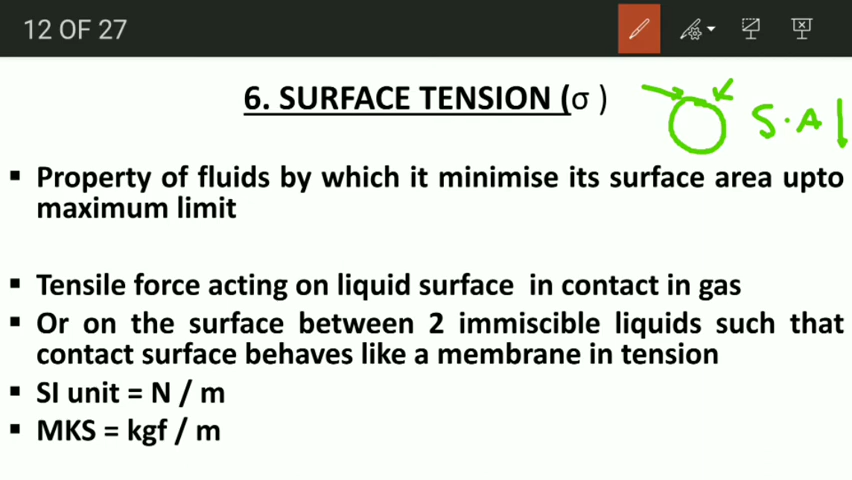 12 OF 27
6. SURFACE TENSION (σ )
S.A↓
▪ Property of fluids by which it minimise its surface area upto
maximum limit
▪ Tensile force acting on liquid surface in contact in gas
▪ Or on the surface between 2 immiscible liquids such that
contact surface behaves like a membrane in tension
▪ SI unit = N / m
▪ MKS = kgf / m